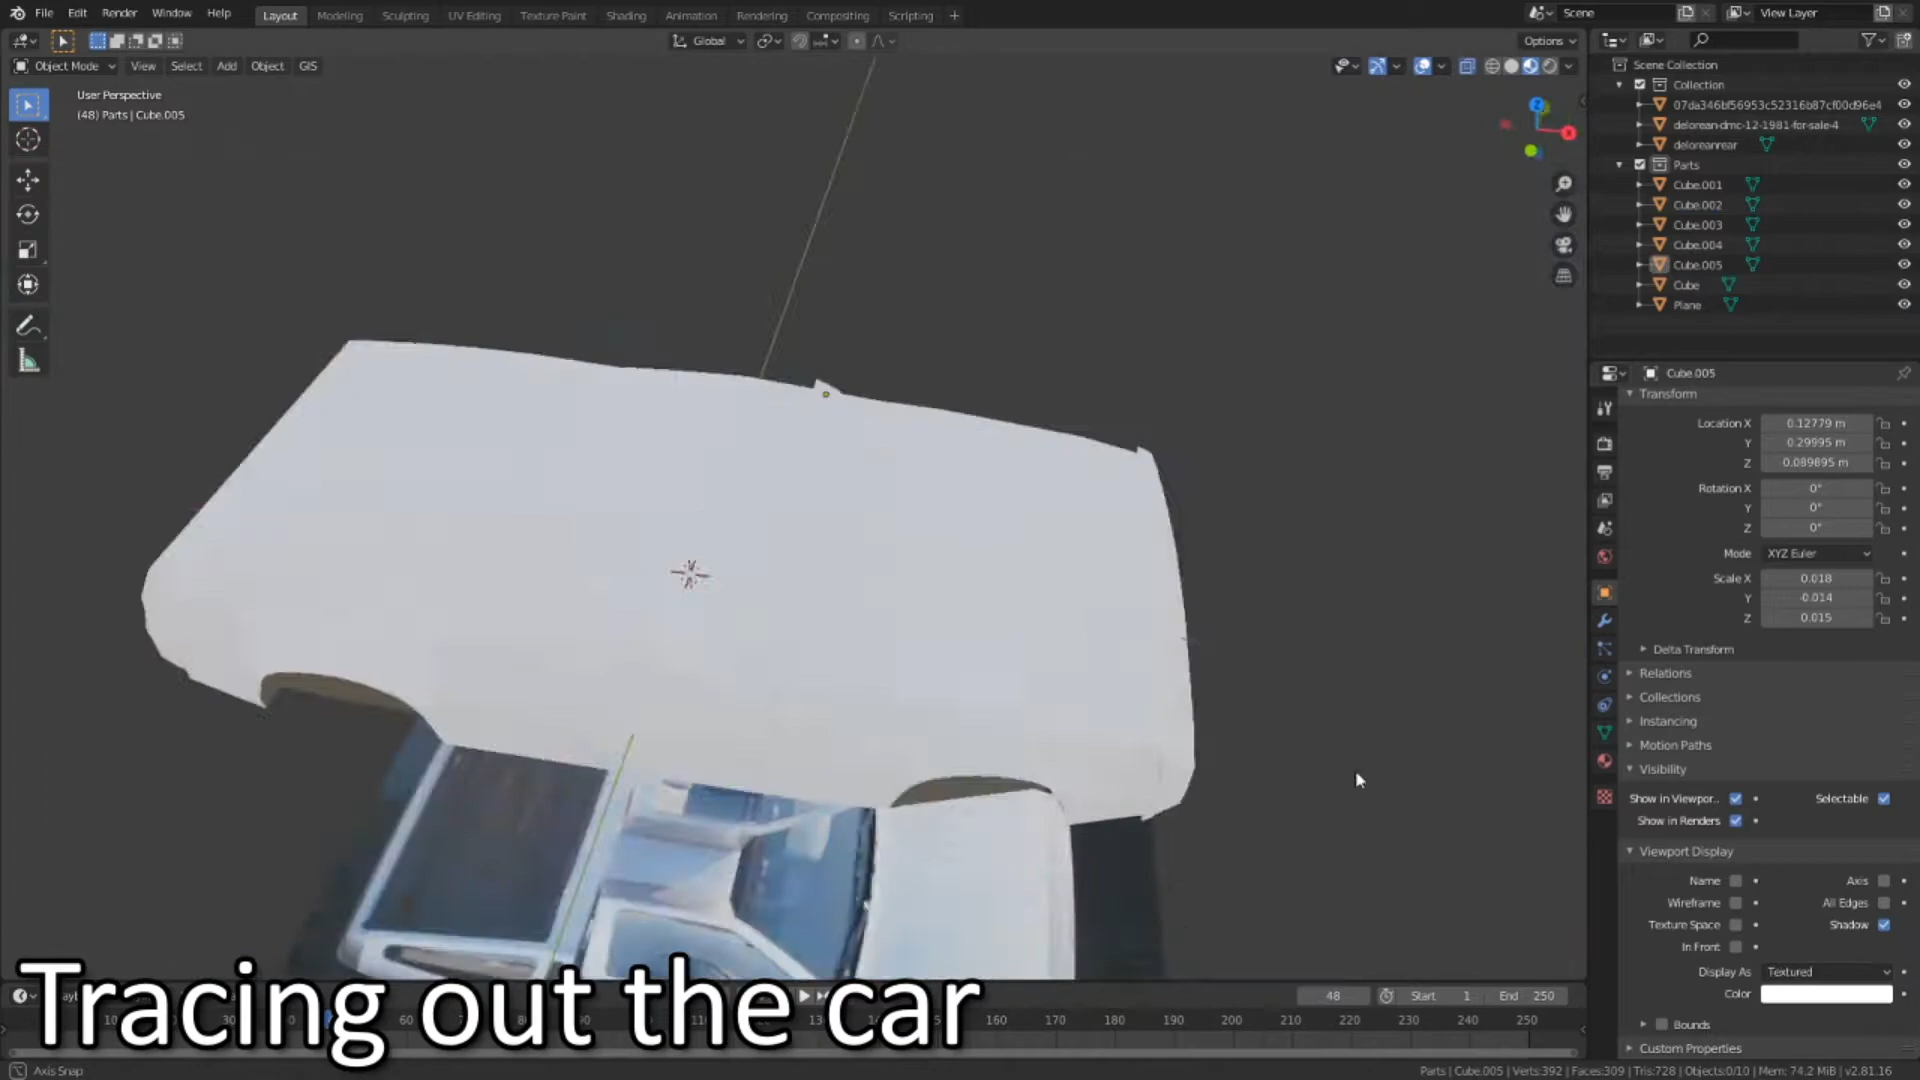 File Edit Render Window Help
Layout Modeling Sculpting UV Editing Texture Paint Shading Animation Rendering Compositing Scripting +
Scene View Layer
Global Options
Object Mode View Select Add Object GIS
User Perspective
(48) Parts | Cube.005
Z
X
Scene Collection
Collection
07da346bf56953c52316b87cf00d96e4
delorean-dmc-12-1981-for-sale-4
deloreanrear
Parts
Cube.001
Cube.002
Cube.003
Cube.004
Cube.005
Cube
Plane
Cube.005
Transform
Location X 0.12779 m
Y 0.29995 m
Z 0.089895 m
Rotation X 0°
Y 0°
Z 0°
Mode XYZ Euler
Scale X 0.018
Y -0.014
Z 0.015
Delta Transform
Relations
Collections
Instancing
Motion Paths
Visibility
Show in Viewpor.. Selectable
Show in Renders
Viewport Display
Name Axis
Wireframe All Edges
Texture Space Shadow
In Front
Display As Textured
Color
Bounds
Custom Properties
48 Start 1 End 250
60 160 170 180 190 200 210 220 230 240 250
Tracing out the car
Axis Snap
Parts | Cube.005 | Verts:392 | Faces:309 | Tris:728 | Objects:0/10 | Mem: 74.2 MiB | v2.81.16